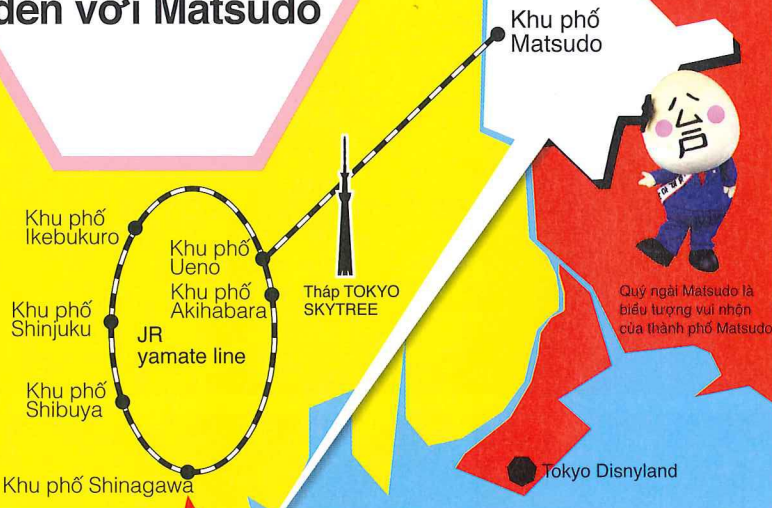 đến với Matsudo
Khu phố
Matsudo
Khu phố
Ikebukuro
Khu phố
Ueno
Khu phố
Akihabara
Tháp TOKYO
SKYTREE
Khu phố
Shinjuku
JR
yamate line
Khu phố
Shibuya
Khu phố Shinagawa
Quý ngài Matsudo là
biểu tượng vui nhộn
của thành phố Matsudo
Tokyo Disnyland